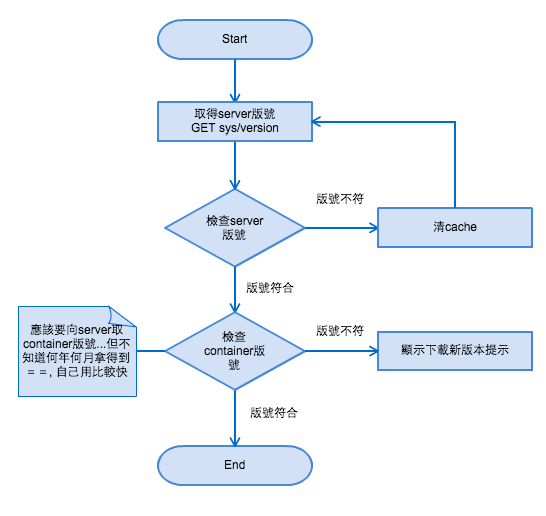 Start
取得server版號
GET sys/version
檢查server
版號
版號不符
清cache
版號符合
應該要向server取
container版號...但不
知道何年何月拿得到
= =, 自己用比較快
檢查
container版
號
版號不符
顯示下載新版本提示
版號符合
End